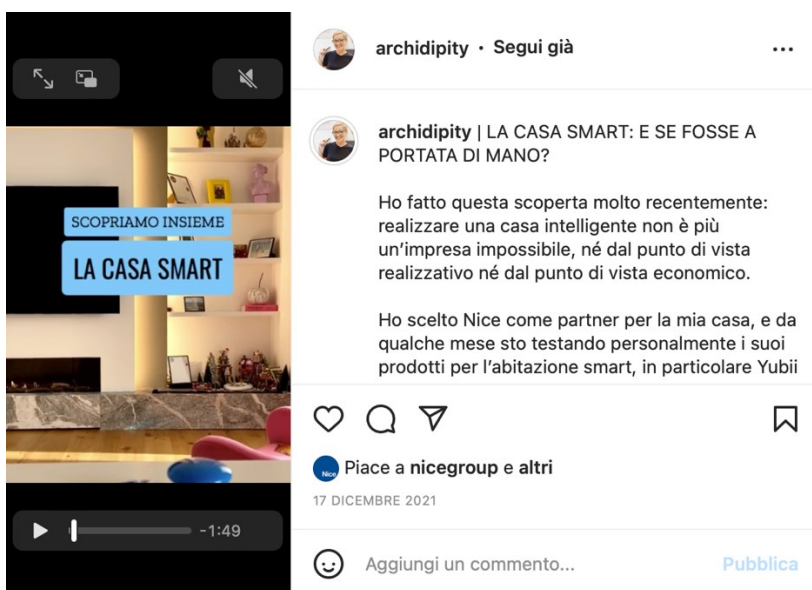 archidipity • Segui già
SCOPRIAMO INSIEME
LA CASA SMART
-1:49
archidipity | LA CASA SMART: E SE FOSSE A
PORTATA DI MANO?
Ho fatto questa scoperta molto recentemente:
realizzare una casa intelligente non è più
un’impresa impossibile, né dal punto di vista
realizzativo né dal punto di vista economico.
Ho scelto Nice come partner per la mia casa, e da
qualche mese sto testando personalmente i suoi
prodotti per l’abitazione smart, in particolare Yubii
Nice
Piace a nicegroup e altri
17 DICEMBRE 2021
Aggiungi un commento... Pubblica